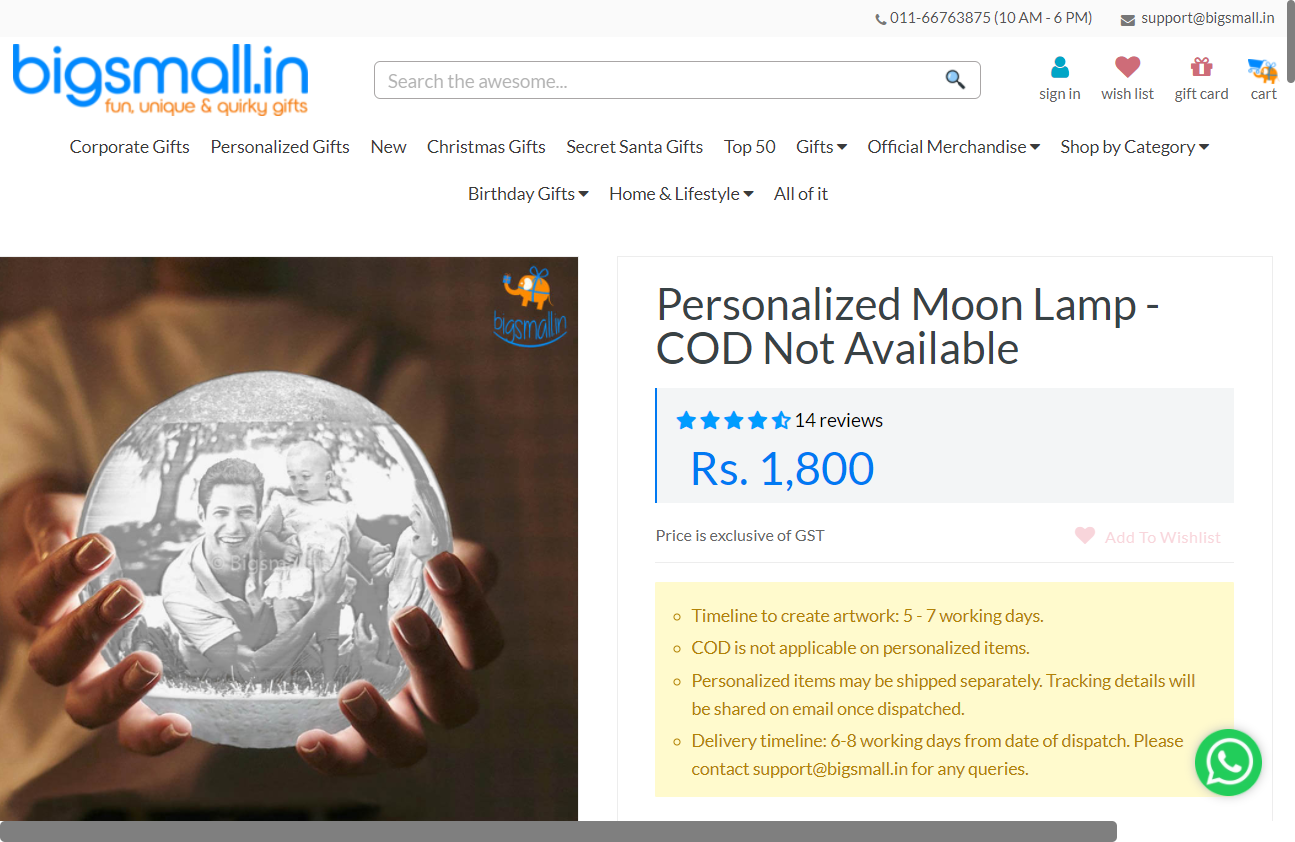 011-66763875 (10 AM - 6 PM) support@bigsmall.in
bigsmall.in
fun, unique & quirky gifts
Search the awesome...
sign in wish list gift card cart
Corporate Gifts Personalized Gifts New Christmas Gifts Secret Santa Gifts Top 50 Gifts Official Merchandise Shop by Category
Birthday Gifts Home & Lifestyle All of it
bigsmall.in
© Bigsmall.in
Personalized Moon Lamp -
COD Not Available
14 reviews
Rs. 1,800
Price is exclusive of GST Add To Wishlist
Timeline to create artwork: 5 - 7 working days.
COD is not applicable on personalized items.
Personalized items may be shipped separately. Tracking details will
be shared on email once dispatched.
Delivery timeline: 6-8 working days from date of dispatch. Please
contact support@bigsmall.in for any queries.